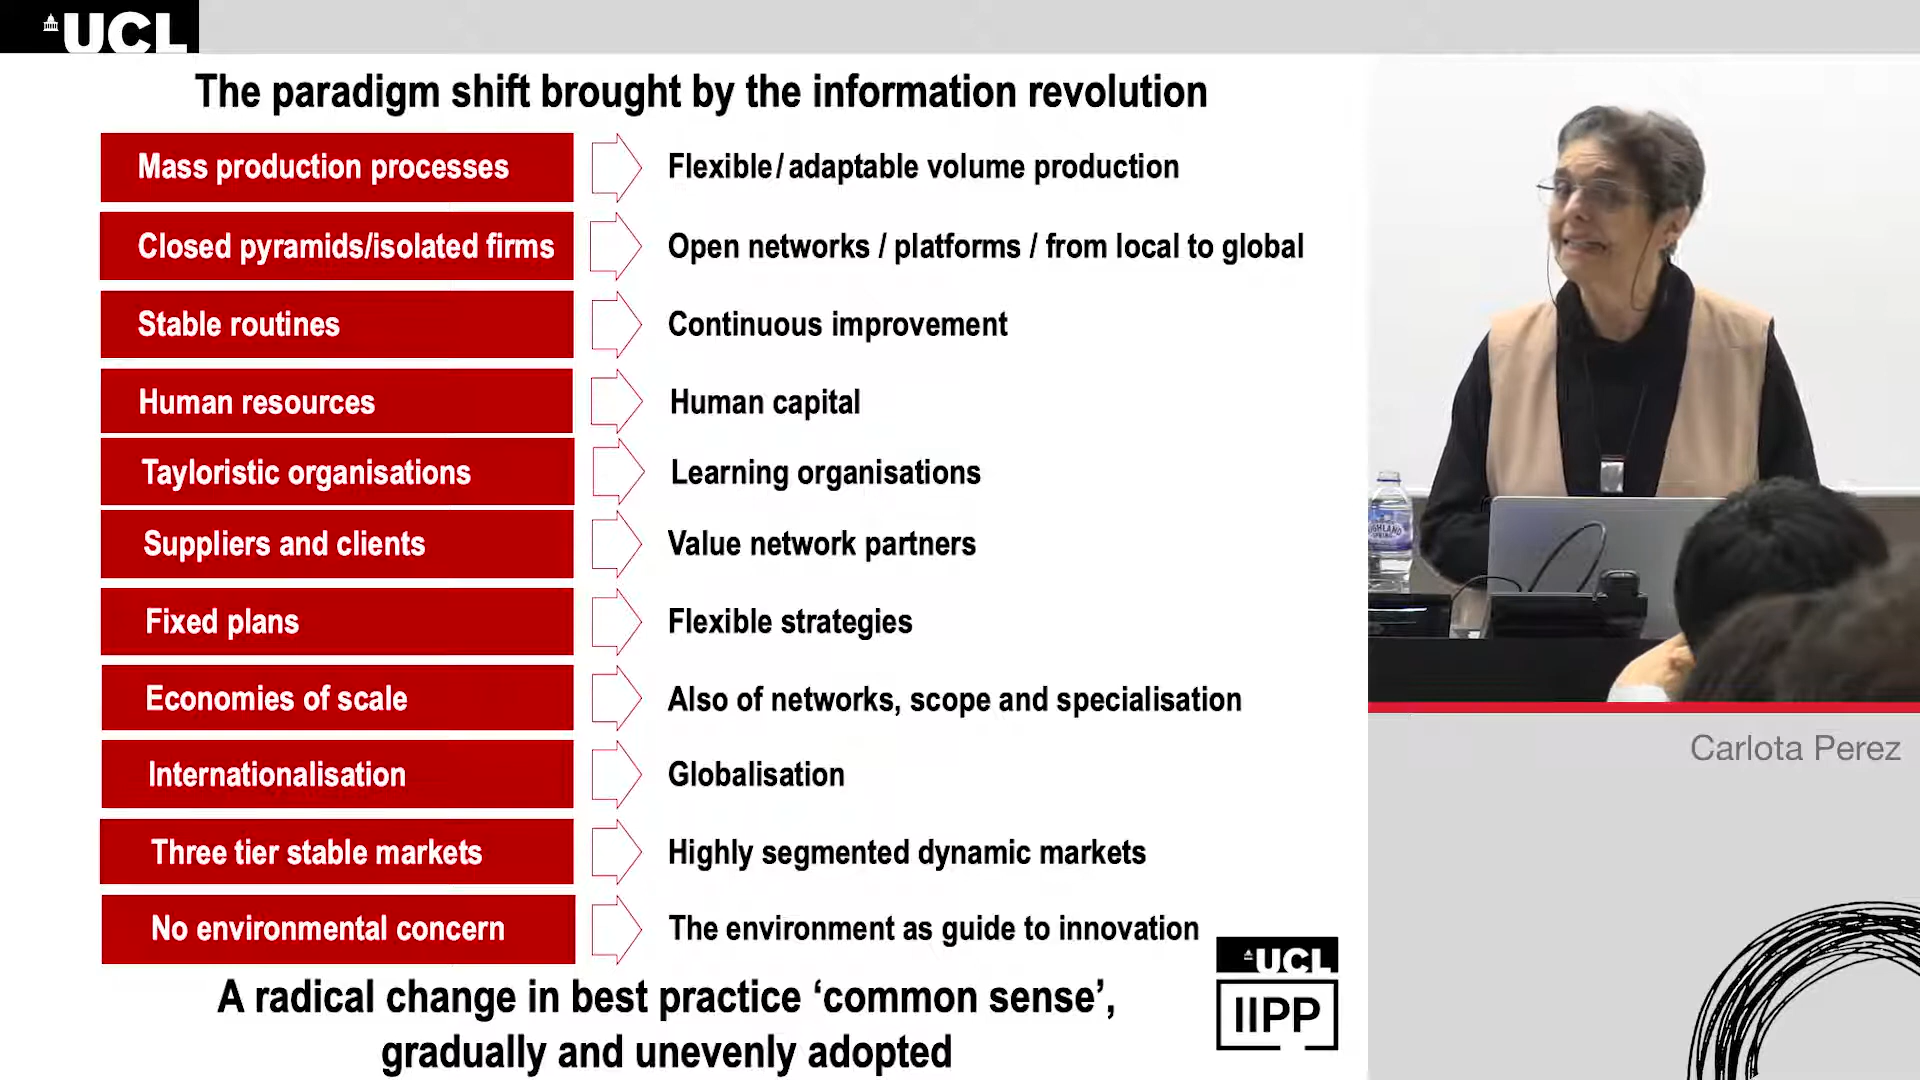 UCL
The paradigm shift brought by the information revolution
Mass production processes
Flexible/adaptable volume production
Closed pyramids/isolated firms
Open networks / platforms / from local to global
Stable routines
Continuous improvement
Human resources
Human capital
Tayloristic organisations
Learning organisations
Suppliers and clients
Value network partners
Fixed plans
Flexible strategies
Economies of scale
Also of networks, scope and specialisation
Internationalisation
Globalisation
Three tier stable markets
Highly segmented dynamic markets
No environmental concern
The environment as guide to innovation
A radical change in best practice ‘common sense’,
gradually and unevenly adopted
UCL
IIPP
HIGHLAND
SPRING
Carlota Perez